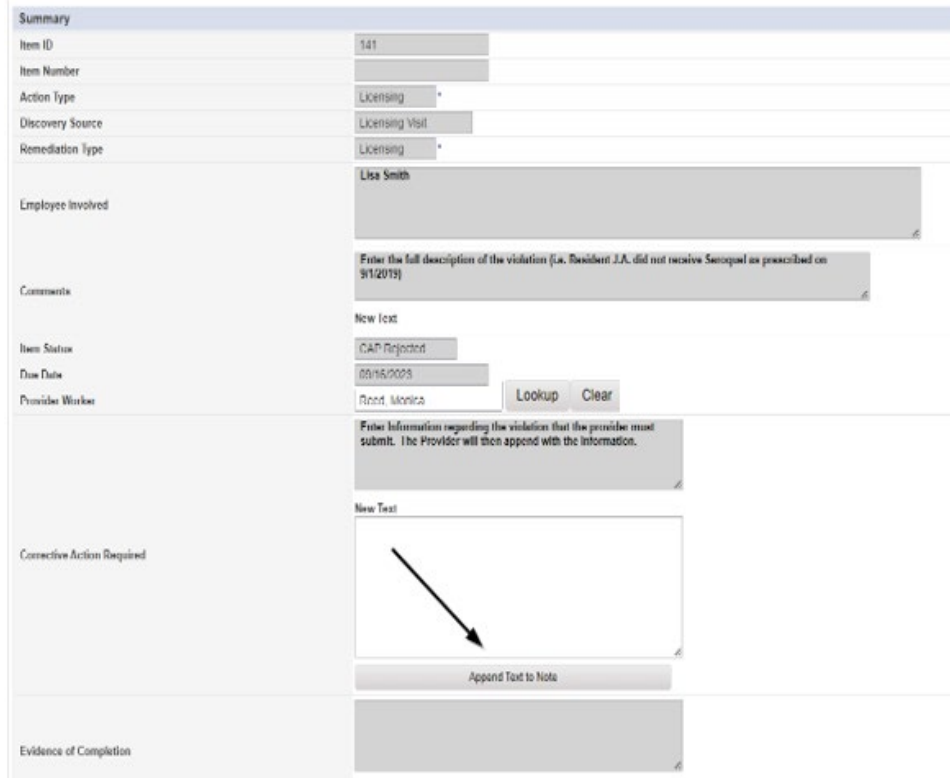 Summary
Item ID
141
Item Number
Action Type
Licensing *
Discovery Source
Licensing Visit
Remediation Type
Licensing *
Employee Involved
Lisa Smith
Comments
Enter the full description of the violation (i.e. Resident J.A. did not receive Seroquel as prescribed on
9/1/2019)
New Text
Item Status
CAP Rejected
Due Date
09/16/2023
Provider Worker
Reed, Monica
Lookup
Clear
Corrective Action Required
Enter Information regarding the violation that the provider must
submit. The Provider will then append with the Information.
New Text
Append Text to Note
Evidence of Completion